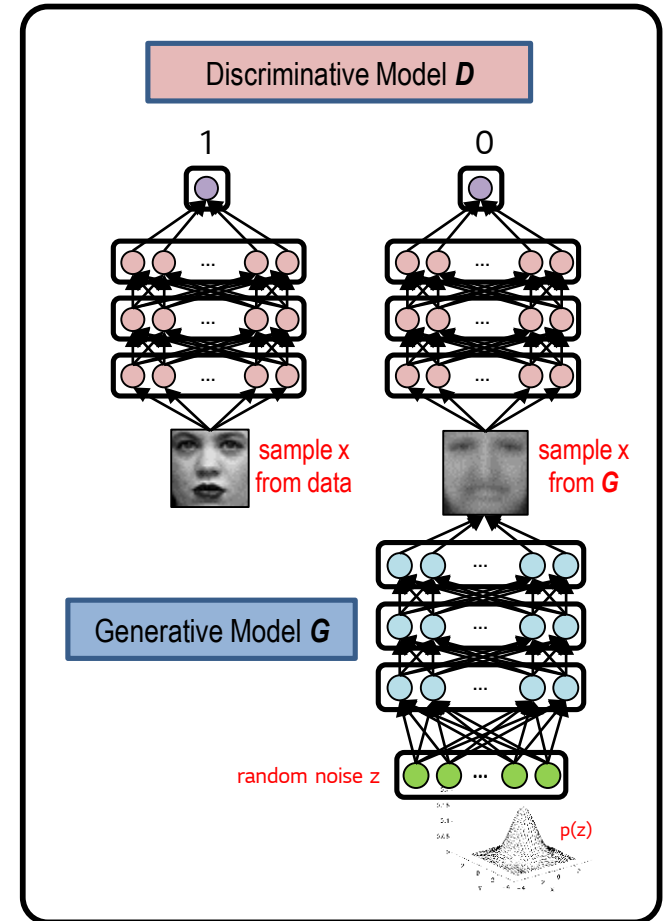 Discriminative Model D
1
0
...
...
...
...
...
...
sample x
from data
sample x
from G
...
...
Generative Model G
...
random noise z
...
p(z)